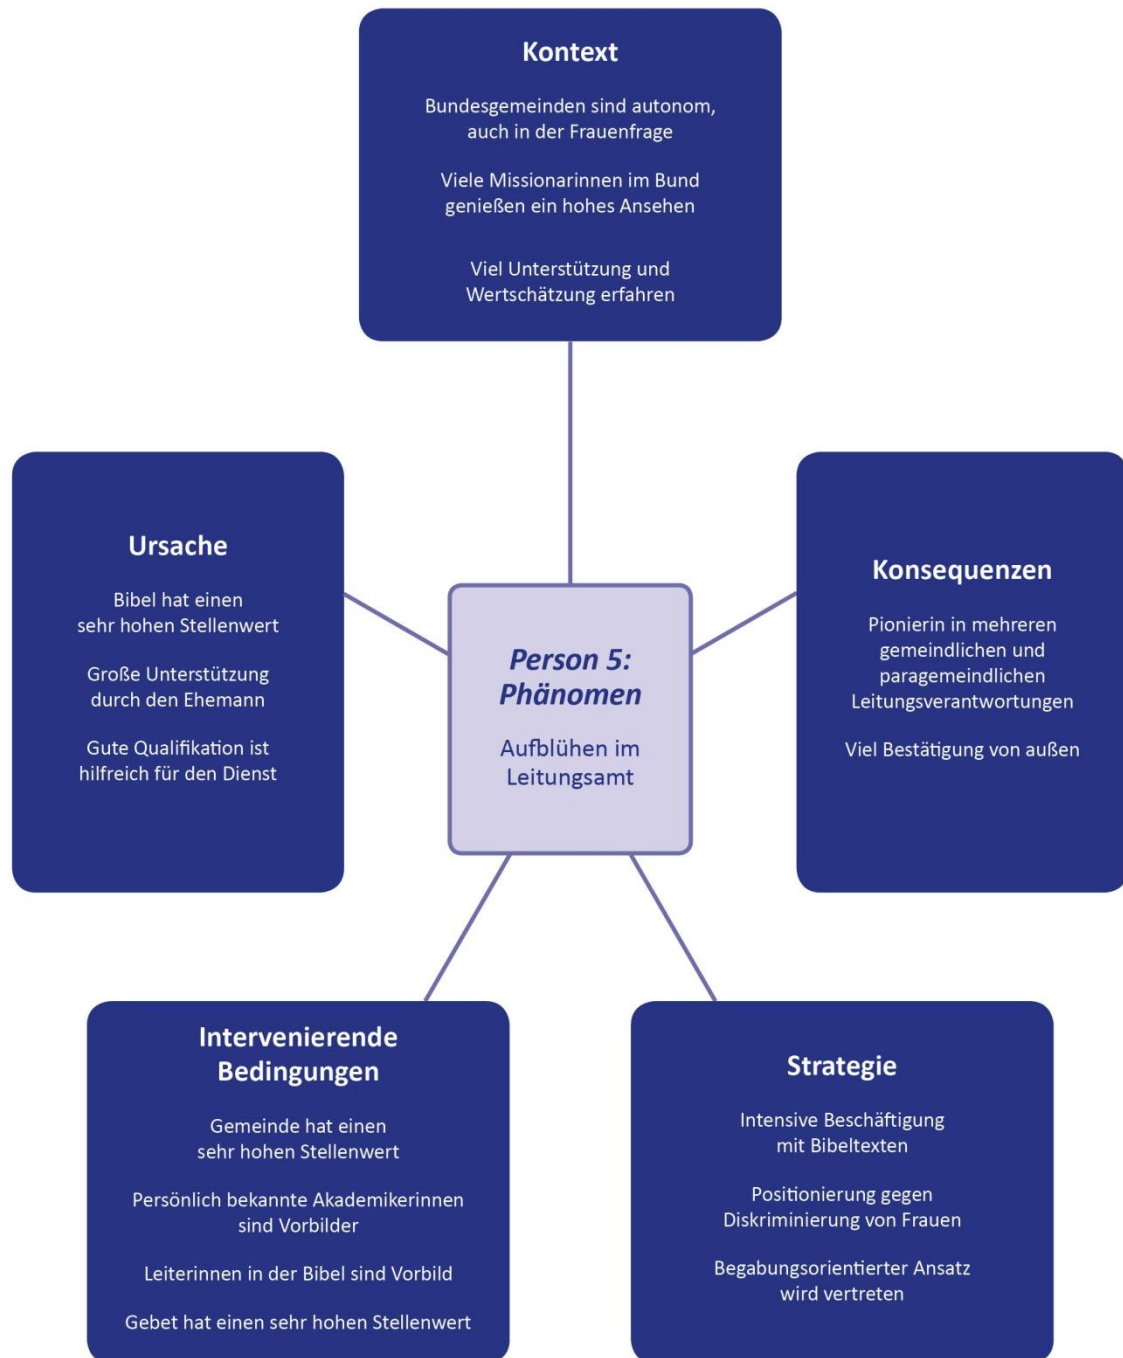 Kontext
Bundesgemeinden sind autonom,
auch in der Frauenfrage
Viele Missionarinnen im Bund
genießen ein hohes Ansehen
Viel Unterstützung und
Wertschätzung erfahren
Ursache
Bibel hat einen
sehr hohen Stellenwert
Große Unterstützung
durch den Ehemann
Gute Qualifikation ist
hilfreich für den Dienst
Person 5:
Phänomen
Aufblühen im
Leitungsamt
Konsequenzen
Pionierin in mehreren
gemeindlichen und
paragemeindlichen
Leitungsverantwortungen
Viel Bestätigung von außen
Intervenierende
Bedingungen
Gemeinde hat einen
sehr hohen Stellenwert
Persönlich bekannte Akademikerinnen
sind Vorbilder
Leiterinnen in der Bibel sind Vorbild
Gebet hat einen sehr hohen Stellenwert
Strategie
Intensive Beschäftigung
mit Bibeltexten
Positionierung gegen
Diskriminierung von Frauen
Begabungsorientierter Ansatz
wird vertreten